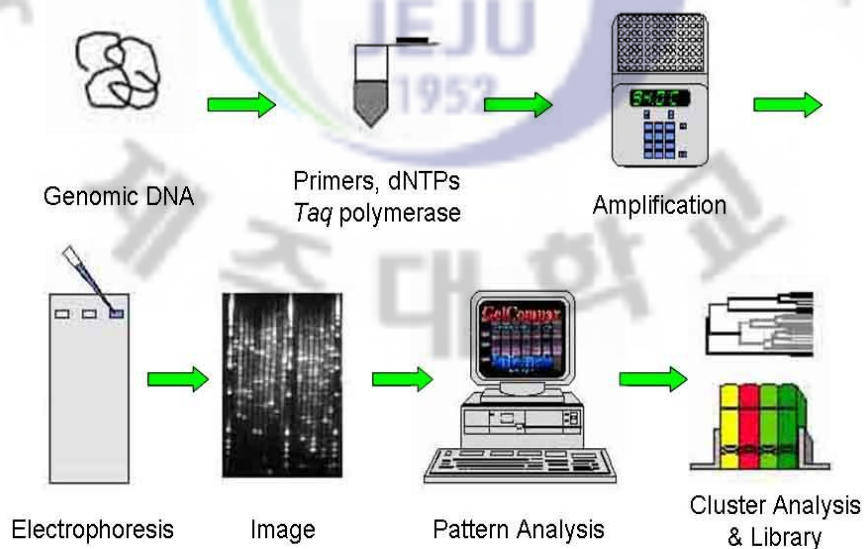 JEJU
1952
94.0°C
Genomic DNA
Primers, dNTPs
Taq polymerase
Amplification
제주대학교
GelCompar
Electrophoresis
Image
Pattern Analysis
Cluster Analysis
& Library